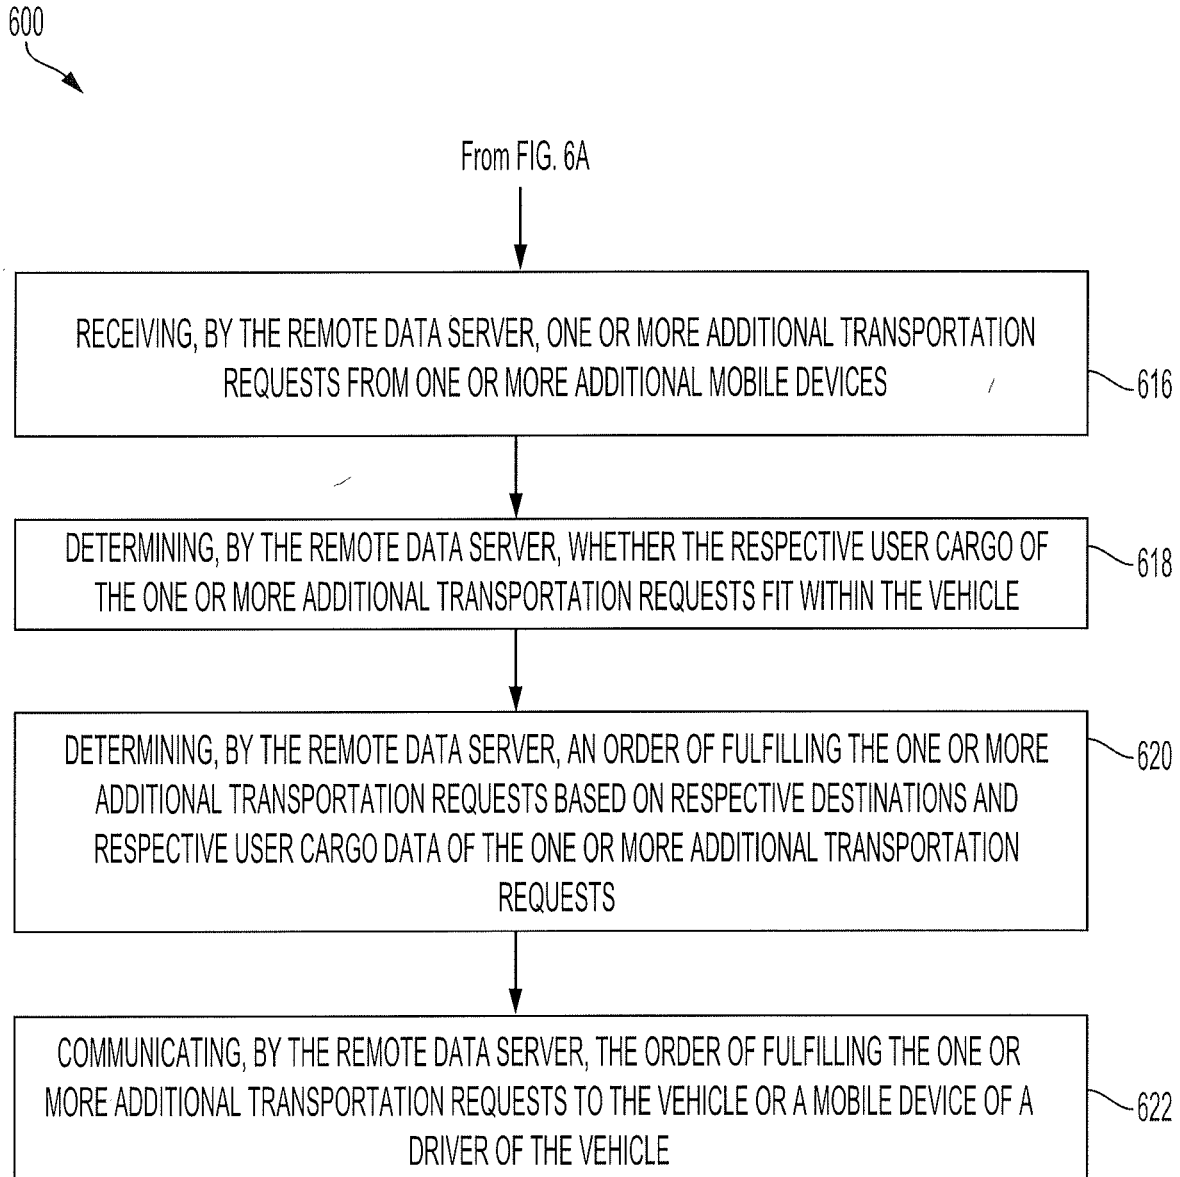 600
From FIG. 6A
RECEIVING, BY THE REMOTE DATA SERVER, ONE OR MORE ADDITIONAL TRANSPORTATION
REQUESTS FROM ONE OR MORE ADDITIONAL MOBILE DEVICES
616
DETERMINING, BY THE REMOTE DATA SERVER, WHETHER THE RESPECTIVE USER CARGO OF
THE ONE OR MORE ADDITIONAL TRANSPORTATION REQUESTS FIT WITHIN THE VEHICLE
618
DETERMINING, BY THE REMOTE DATA SERVER, AN ORDER OF FULFILLING THE ONE OR MORE
ADDITIONAL TRANSPORTATION REQUESTS BASED ON RESPECTIVE DESTINATIONS AND
RESPECTIVE USER CARGO DATA OF THE ONE OR MORE ADDITIONAL TRANSPORTATION
REQUESTS
620
COMMUNICATING, BY THE REMOTE DATA SERVER, THE ORDER OF FULFILLING THE ONE OR
MORE ADDITIONAL TRANSPORTATION REQUESTS TO THE VEHICLE OR A MOBILE DEVICE OF A
DRIVER OF THE VEHICLE
622